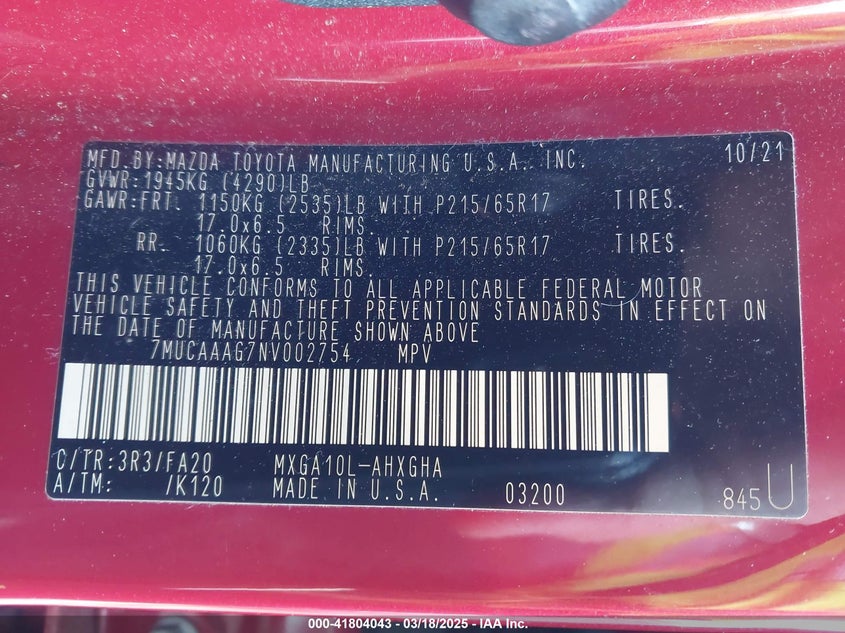 MFD.BY:MAZDA TOYOTA MANUFACTURING U.S.A., INC. 10/21
GVWR:1945KG (4290)LB
GAWR:FRT. 1150KG (2535)LB WITH P215/65R17 TIRES.
17.0x6.5 RIMS.
RR. 1060KG (2335)LB WITH P215/65R17 TIRES.
17.0x6.5 RIMS.
THIS VEHICLE CONFORMS TO ALL APPLICABLE FEDERAL MOTOR
VEHICLE SAFETY AND THEFT PREVENTION STANDARDS IN EFFECT ON
THE DATE OF MANUFACTURE SHOWN ABOVE
7MUCAAAG7NV002754 MPV
C/TR:3R3/FA20 MXGA10L-AHXGHA
A/TM: /K120 MADE IN U.S.A. 03200 845 U
000-41804043 - 03/18/2025 - IAA Inc.